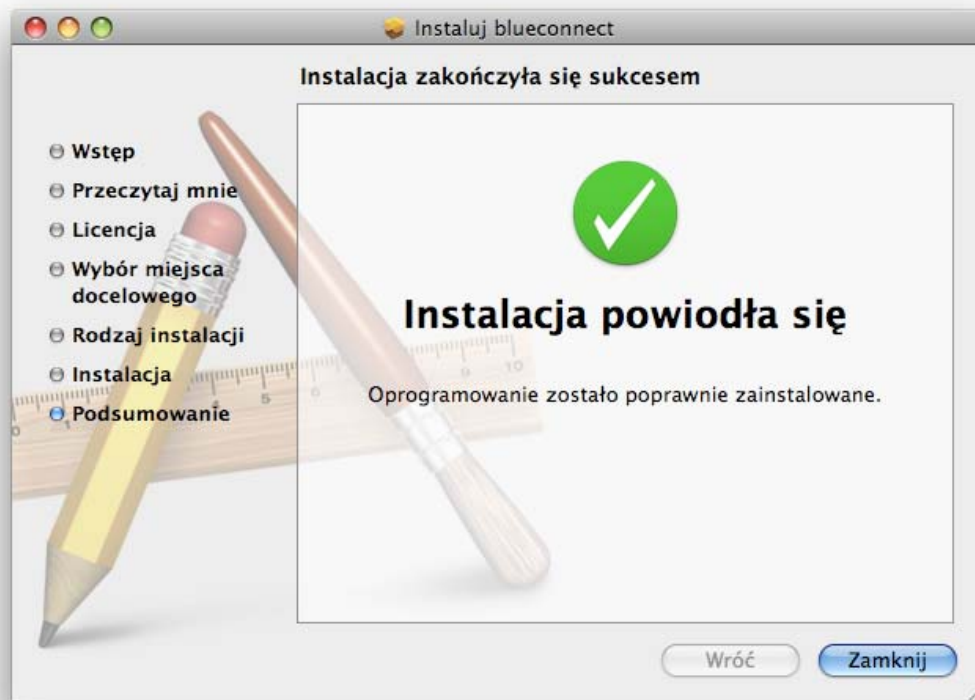 Instaluj blueconnect
Instalacja zakończyła się sukcesem
Wstęp
Przeczytaj mnie
Licencja
Wybór miejsca
docelowego
Rodzaj instalacji
Instalacja
Podsumowanie
Instalacja powiodła się
Oprogramowanie zostało poprawnie zainstalowane.
Wróć
Zamknij